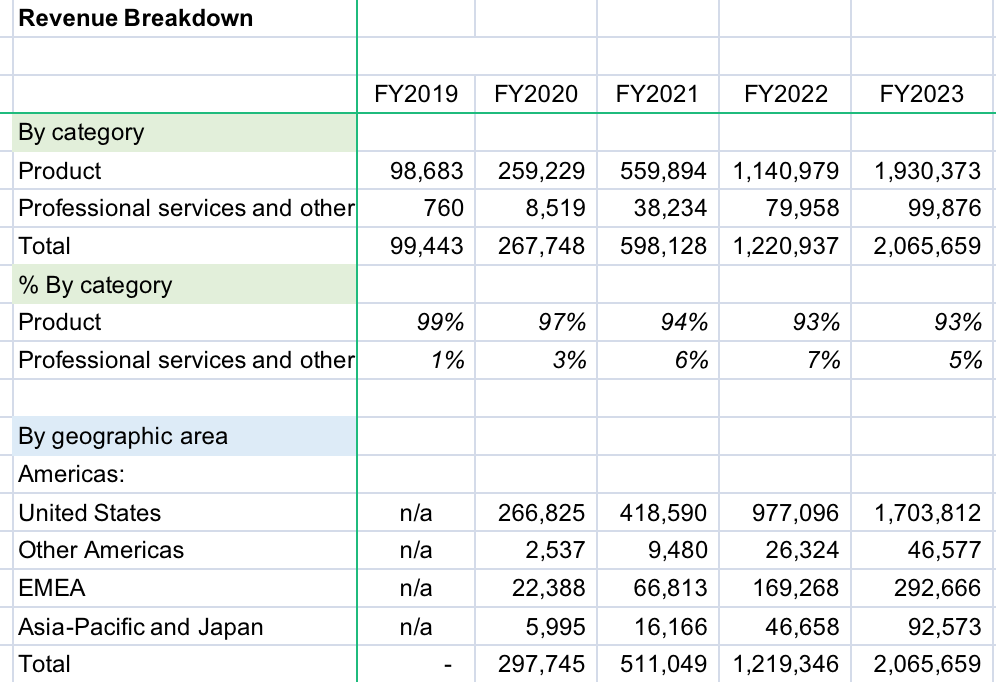 Revenue Breakdown
FY2019 FY2020 FY2021 FY2022 FY2023
By category
Product 98,683 259,229 559,894 1,140,979 1,930,373
Professional services and other 760 8,519 38,234 79,958 99,876
Total 99,443 267,748 598,128 1,220,937 2,065,659
% By category
Product 99% 97% 94% 93% 93%
Professional services and other 1% 3% 6% 7% 5%
By geographic area
Americas:
United States n/a 266,825 418,590 977,096 1,703,812
Other Americas n/a 2,537 9,480 26,324 46,577
EMEA n/a 22,388 66,813 169,268 292,666
Asia-Pacific and Japan n/a 5,995 16,166 46,658 92,573
Total - 297,745 511,049 1,219,346 2,065,659